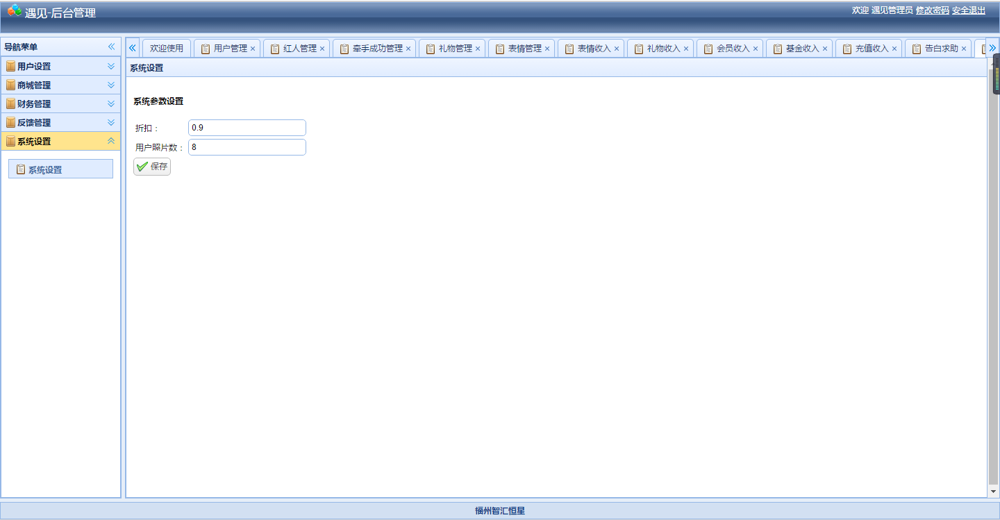 遇见-后台管理
欢迎 遇见管理员 修改密码 安全退出
导航菜单
欢迎使用 用户管理 红人管理 牵手成功管理 礼物管理 表情管理 表情收入 礼物收入 会员收入 基金收入 充值收入 告白求助
用户设置
商城管理
财务管理
反馈管理
系统设置
系统设置
系统设置
系统参数设置
折扣： 0.9
用户照片数： 8
保存
福州智汇恒星